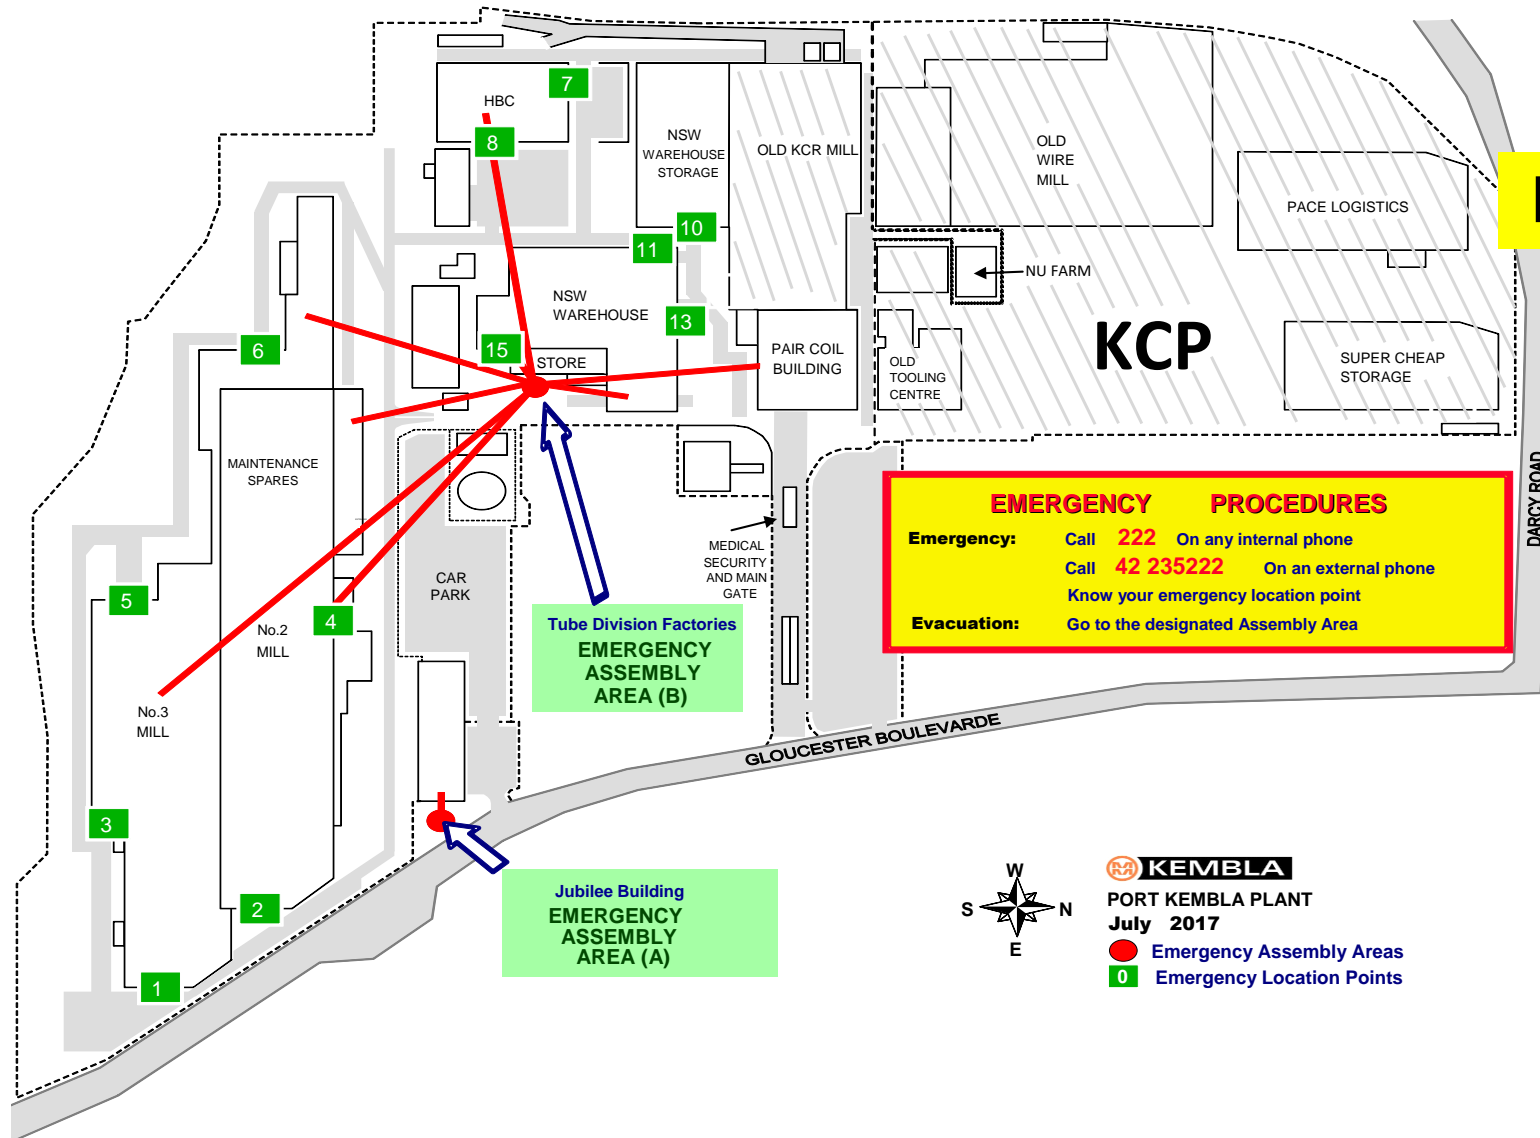 7
HBC
8
NSW
WAREHOUSE
STORAGE
OLD KCR MILL
OLD
WIRE
MILL
PACE LOGISTICS
10
11
NU FARM
NSW
WAREHOUSE
13
KCP
6
15
STORE
PAIR COIL
BUILDING
OLD
TOOLING
CENTRE
SUPER CHEAP
STORAGE
MAINTENANCE
SPARES
DARCY ROAD
EMERGENCY PROCEDURES
Emergency: Call 222 On any internal phone
Call 42 235222 On an external phone
Know your emergency location point
Evacuation: Go to the designated Assembly Area
MEDICAL
SECURITY
AND MAIN
GATE
CAR
PARK
5
4
No.2
MILL
Tube Division Factories
EMERGENCY
ASSEMBLY
AREA (B)
No.3
MILL
GLOUCESTER BOULEVARDE
3
2
1
Jubilee Building
EMERGENCY
ASSEMBLY
AREA (A)
W
S N
E
KEMBLA
PORT KEMBLA PLANT
July 2017
Emergency Assembly Areas
0 Emergency Location Points